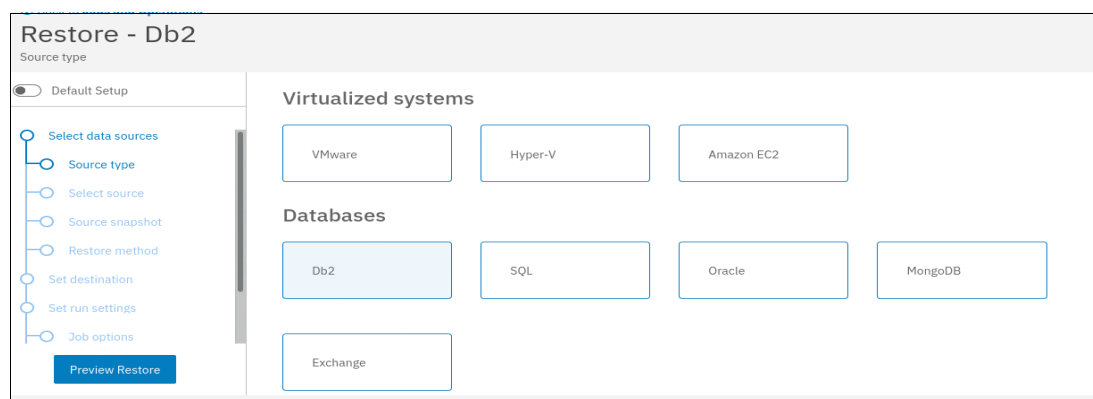 Restore - Db2
Source type
Default Setup
Select data sources
Source type
Select source
Source snapshot
Restore method
Set destination
Set run settings
Job options
Preview Restore
Virtualized systems
VMware
Hyper-V
Amazon EC2
Databases
Db2
SQL
Oracle
MongoDB
Exchange